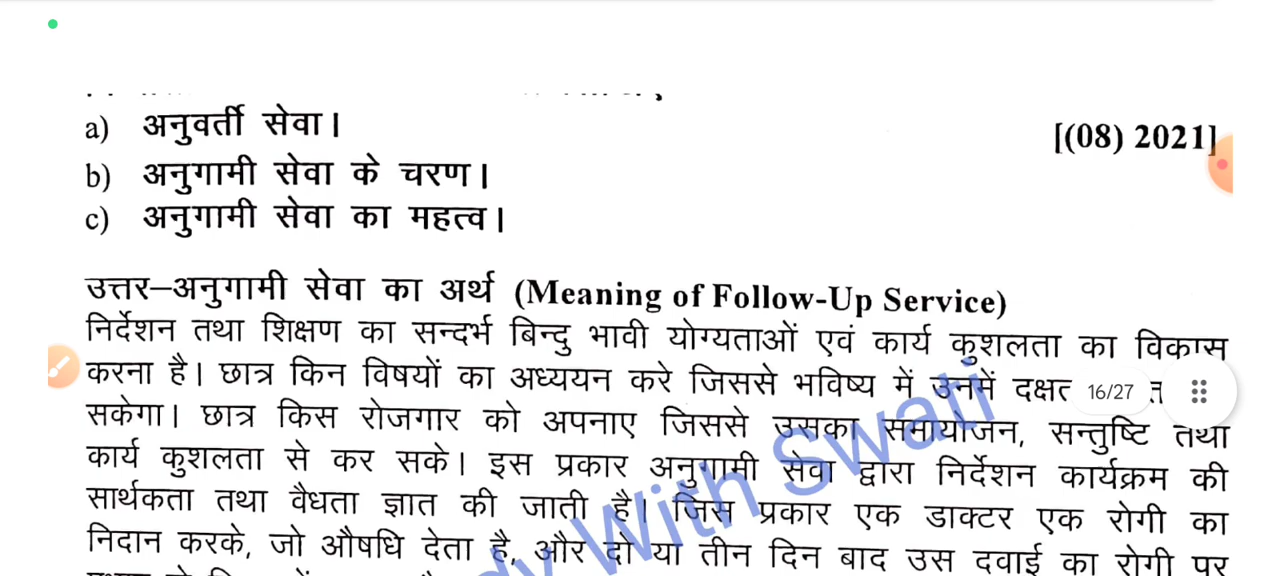 a) अनुवर्ती सेवा।
[(08) 2021]
b) अनुगामी सेवा के चरण।
c) अनुगामी सेवा का महत्व।
उत्तर–अनुगामी सेवा का अर्थ (Meaning of Follow-Up Service)
निर्देशन तथा शिक्षण का सन्दर्भ बिन्दु भावी योग्यताओं एवं कार्य कुशलता का विकास
करना है। छात्र किन विषयों का अध्ययन करे जिससे भविष्य में उनमें
16/27
सकेगा। छात्र किस रोजगार को अपनाए जिससे उसका समायोजन, सन्तुष्टि तथा
कार्य कुशलता से कर सके। इस प्रकार अनुगामी सेवा द्वारा निर्देशन कार्यक्रम की
सार्थकता तथा वैधता ज्ञात की जाती है। जिस प्रकार एक डाक्टर एक रोगी का
निदान करके, जो औषधि देता है, और दो या तीन दिन बाद उस दवाई का रोगी पर
With Swati